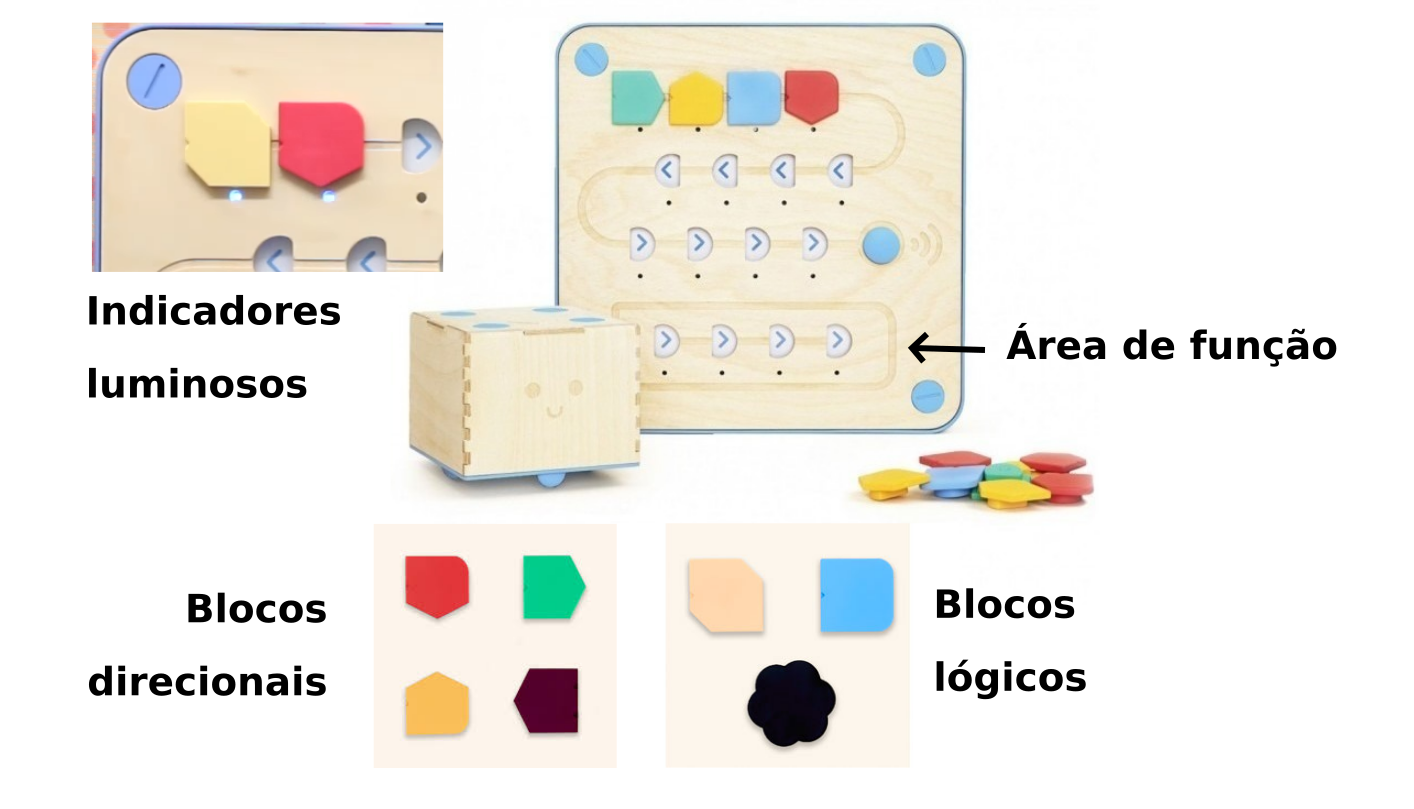 Indicadores
luminosos
Área de função
Blocos
direcionais
Blocos
lógicos